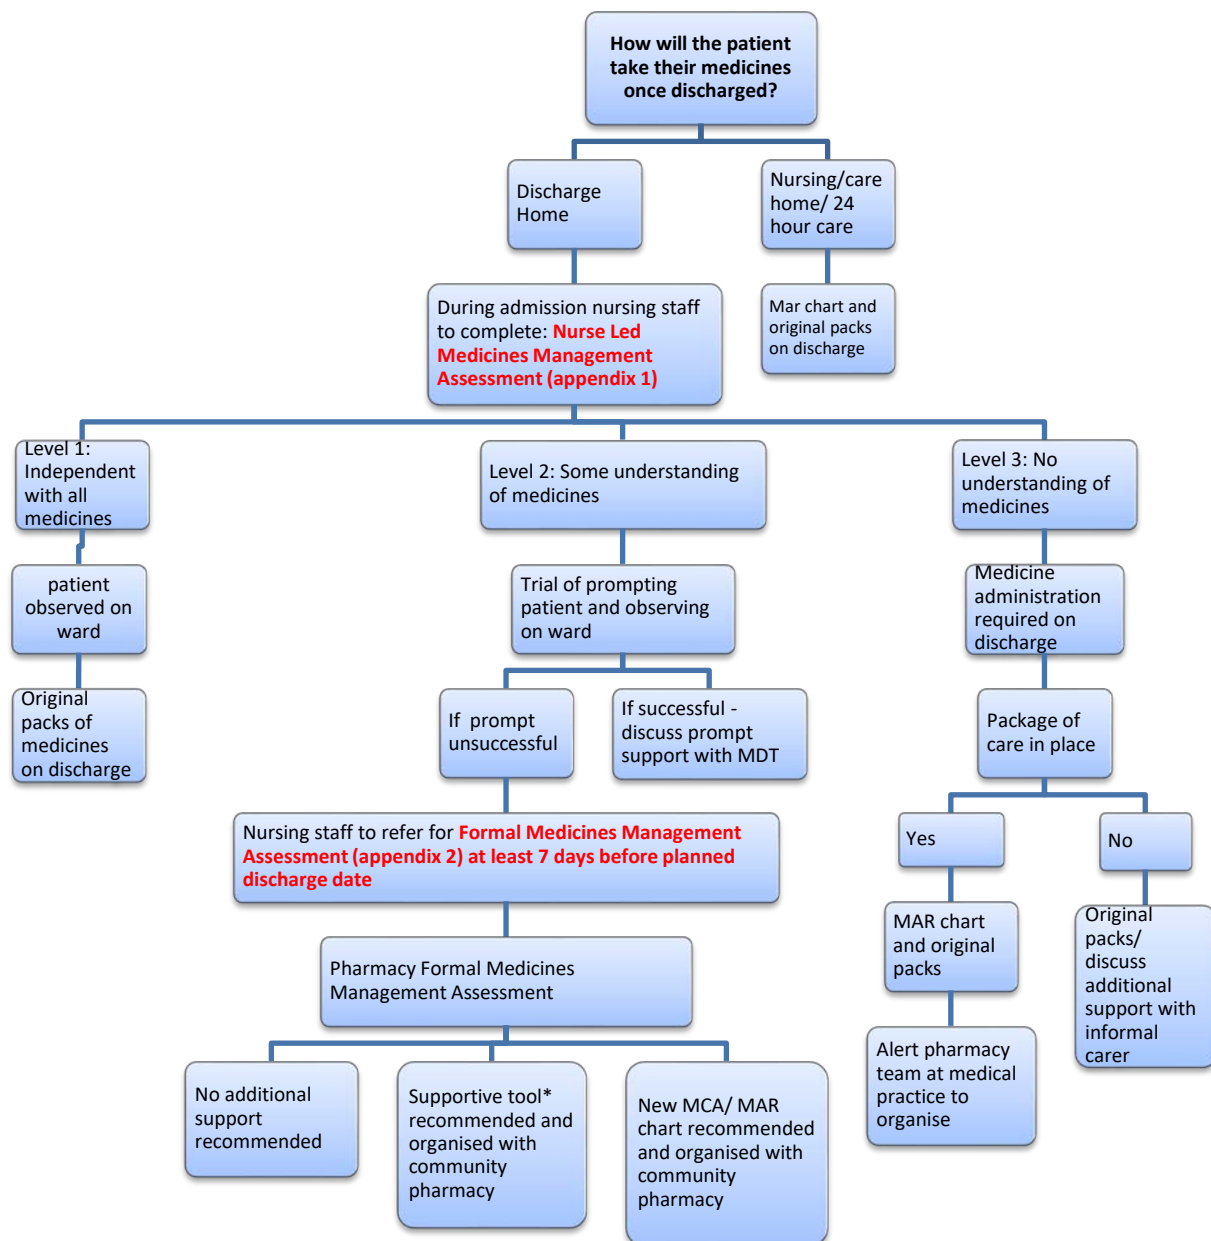 How will the patient
take their medicines
once discharged?
Discharge
Home
Nursing/care
home/ 24
hour care
During admission nursing staff
to complete: Nurse Led
Medicines Management
Assessment (appendix 1)
Mar chart and
original packs
on discharge
Level 1:
Independent
with all
medicines
Level 2: Some understanding
of medicines
Level 3: No
understanding of
medicines
patient
observed on
ward
Trial of prompting
patient and observing
on ward
Medicine
administration
required on
discharge
Original
packs of
medicines
on discharge
If  prompt
unsuccessful
If successful -
discuss prompt
support with MDT
Package of
care in place
Nursing staff to refer for Formal Medicines Management
Assessment (appendix 2) at least 7 days before planned
discharge date
Yes
No
Pharmacy Formal Medicines
Management Assessment
MAR chart
and original
packs
Original
packs/
discuss
additional
support with
informal
carer
No additional
support
recommended
Supportive tool*
recommended and
organised with
community
pharmacy
New MCA/ MAR
chart recommended
and organised with
community
pharmacy
Alert pharmacy
team at medical
practice to
organise